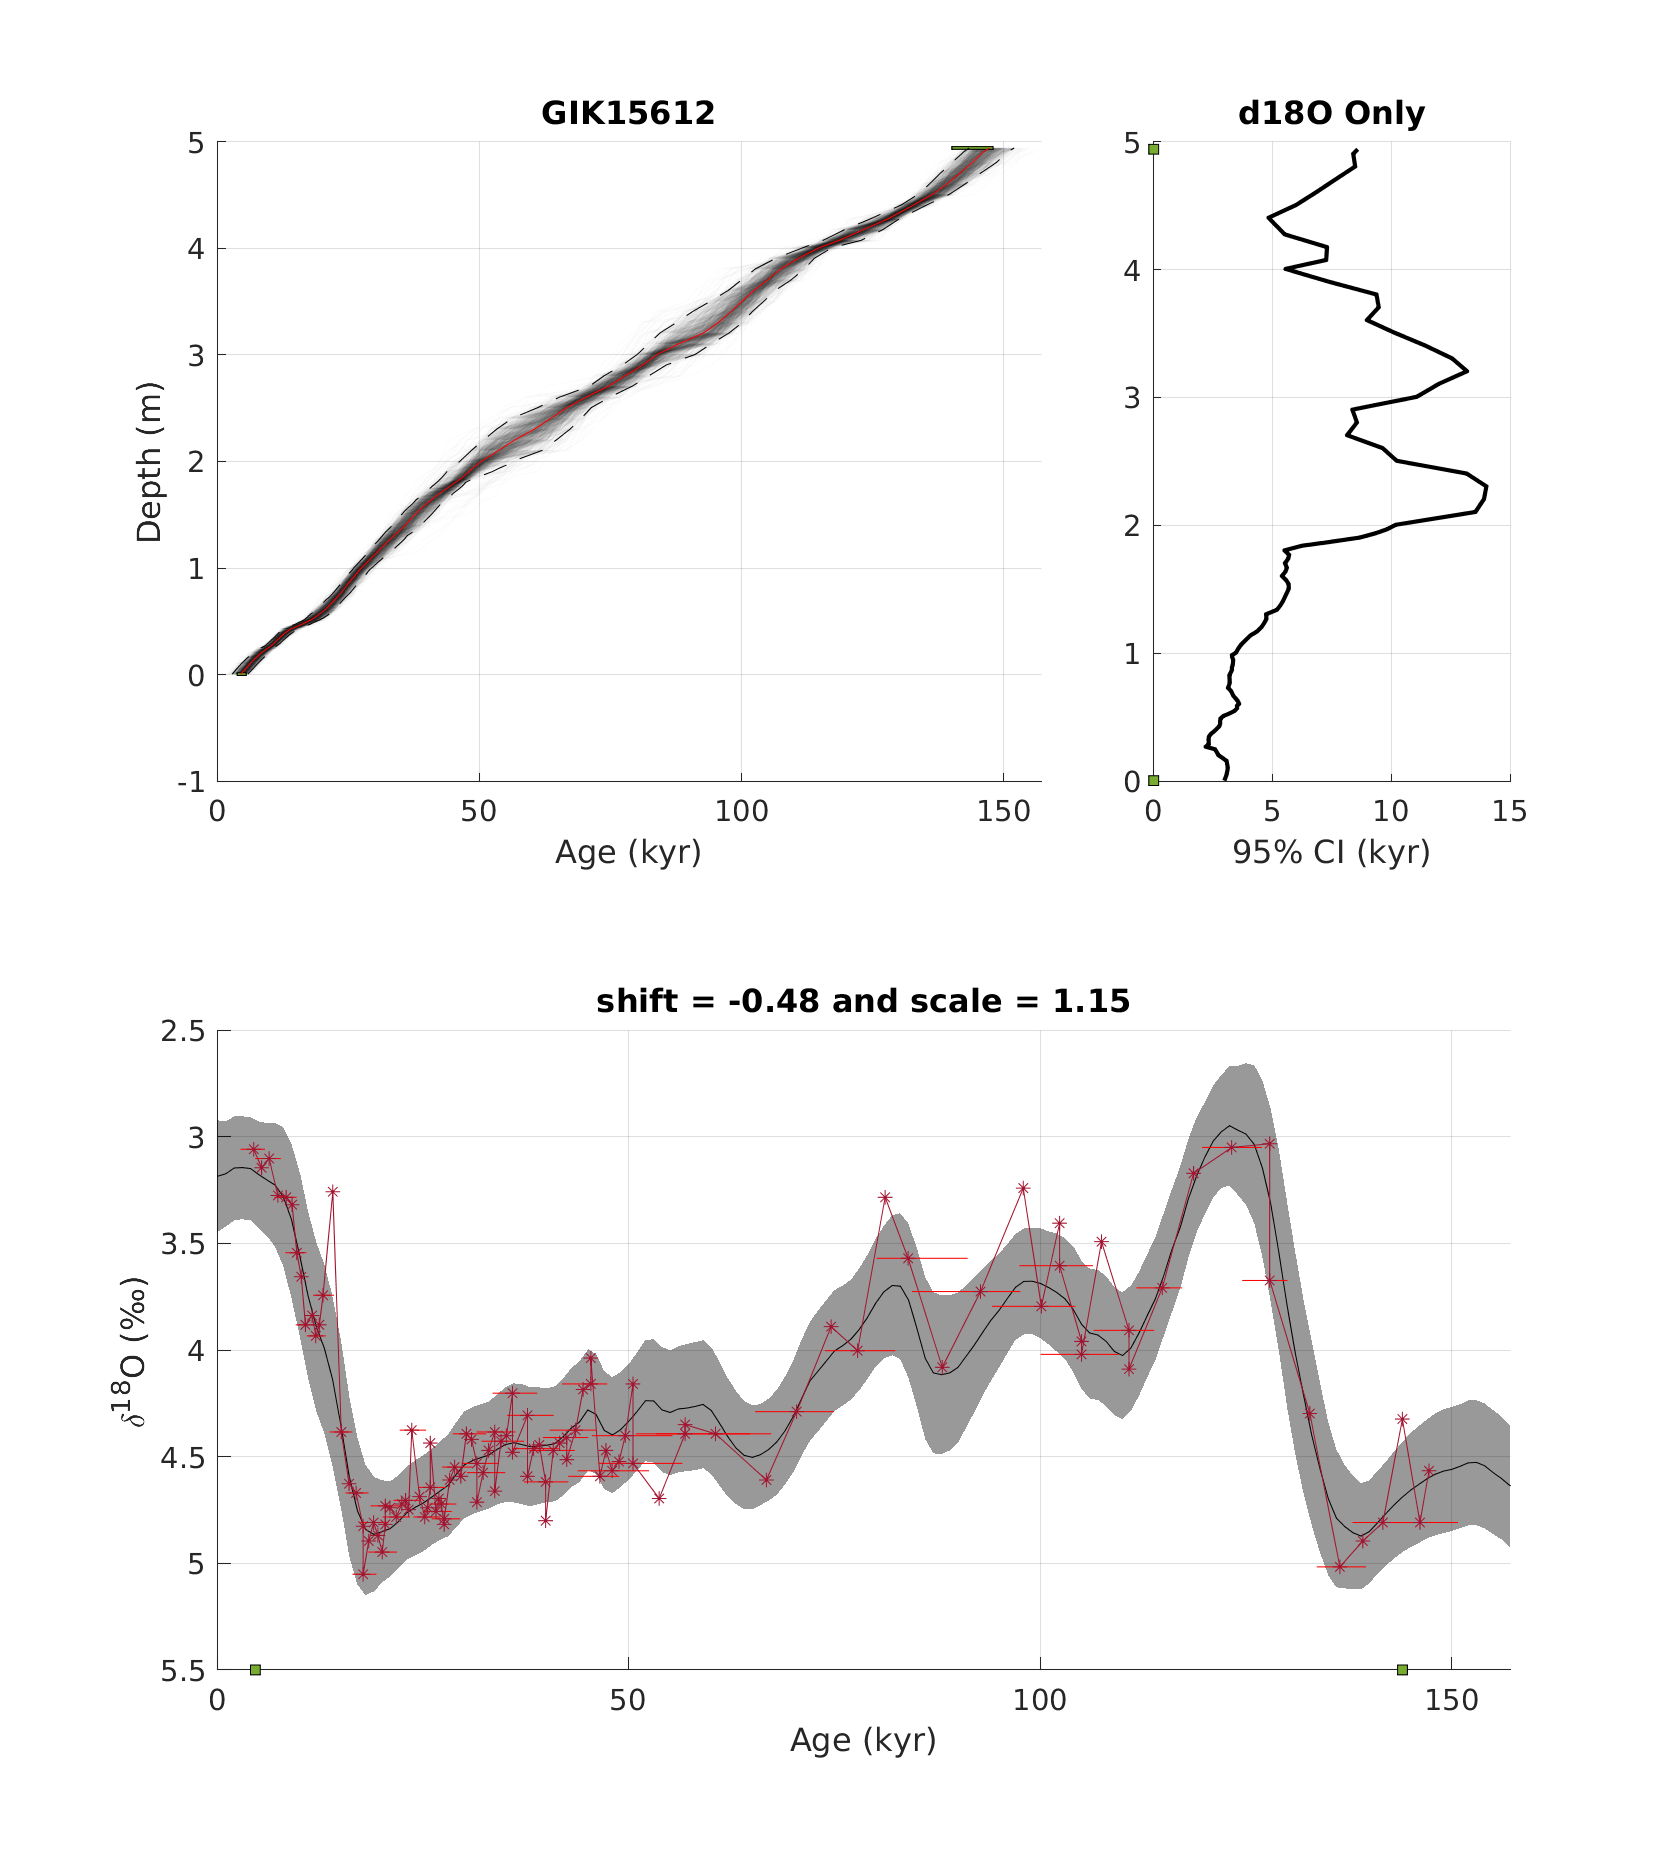 GIK15612
5
4
3
2
1
0
-1
0 50 100 150
Depth (m)
Age (kyr)
d18O Only
5
4
3
2
1
0
0 5 10 15
95% CI (kyr)
shift = -0.48 and scale = 1.15
2.5
3
3.5
4
4.5
5
5.5
0 50 100 150
δ18O (‰)
Age (kyr)